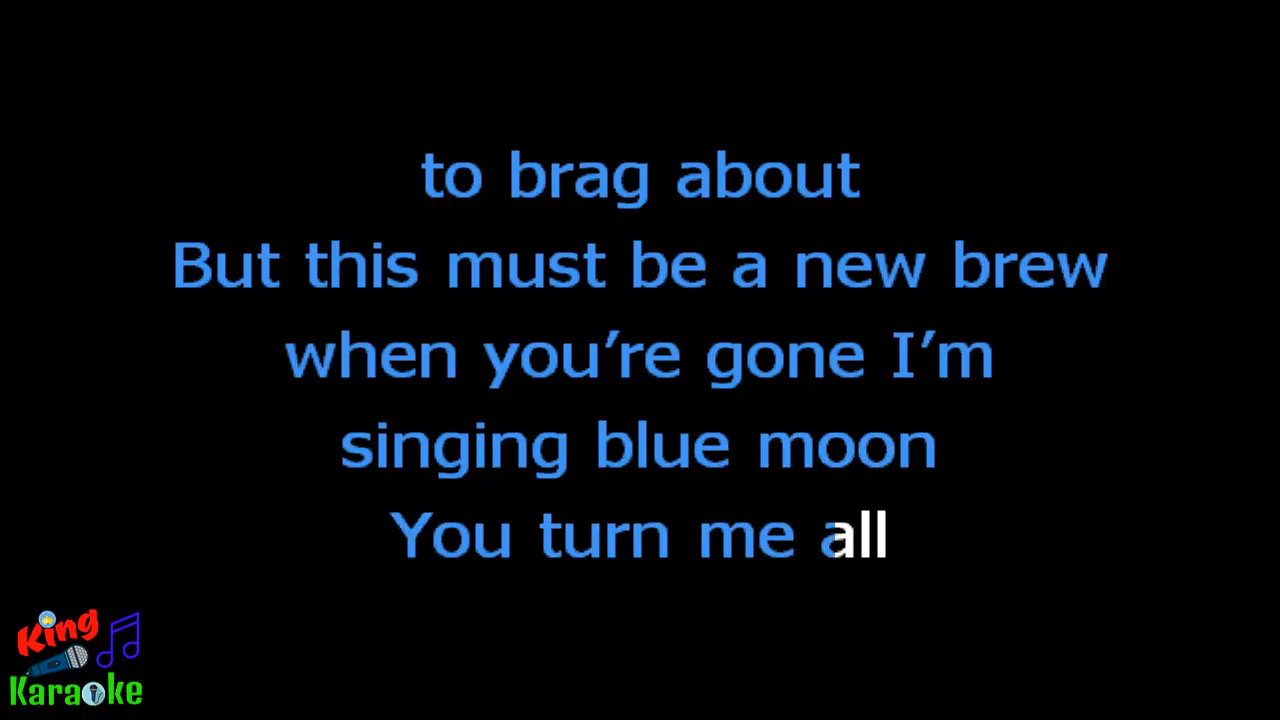 to brag about
But this must be a new brew
when you’re gone I’m
singing blue moon
You turn me all
King
Karaoke